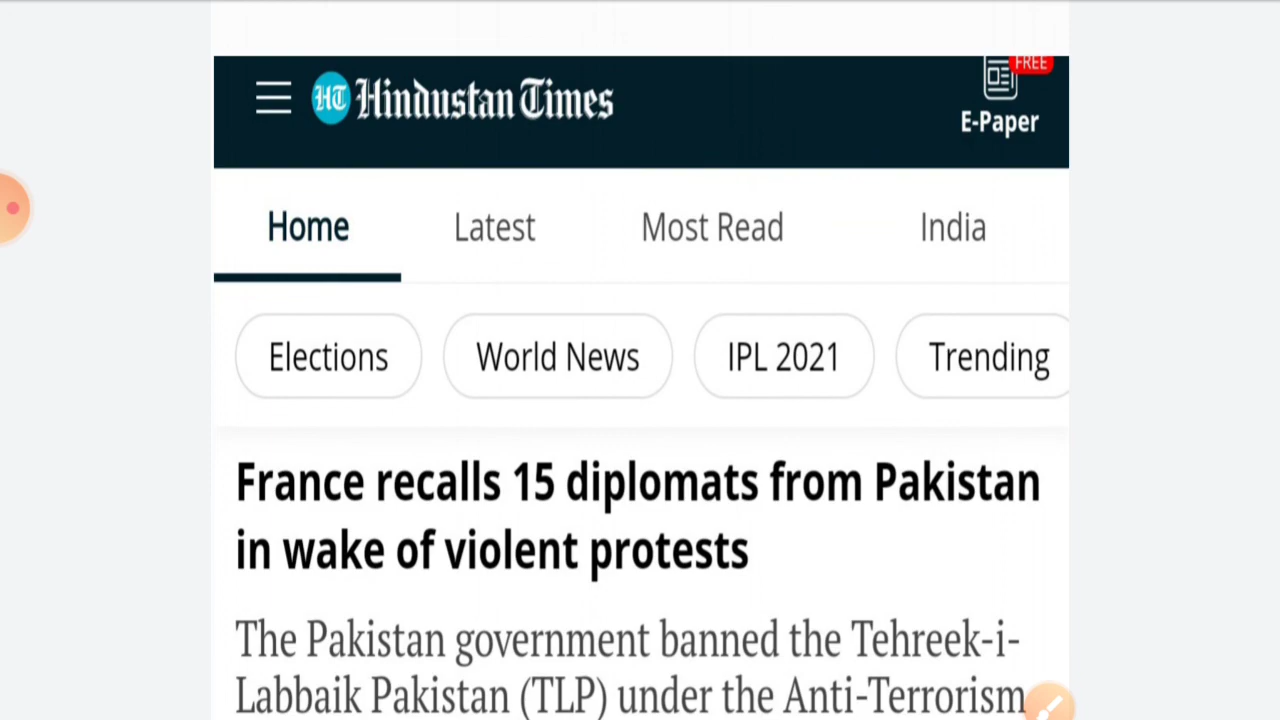 FREE
HT Hindustan Times
E-Paper
Home Latest Most Read India
Elections World News IPL 2021 Trending
France recalls 15 diplomats from Pakistan
in wake of violent protests
The Pakistan government banned the Tehreek-i-
Labbaik Pakistan (TLP) under the Anti-Terrorism